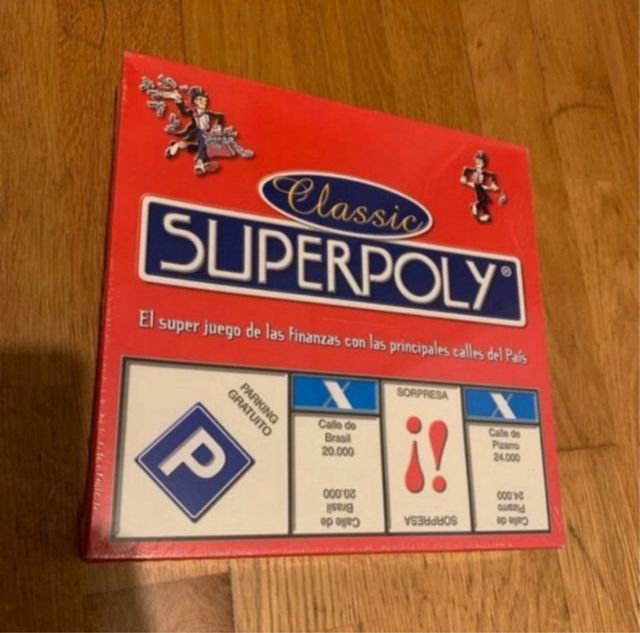 Classic
SUPERPOLY®
El super juego de las Finanzas con las principales calles del País
PARKING
GRATUITO
P
Calle de
Brasil
20.000
20.000
Brasil
Calle de
SORPRESA
¡!
SORPRESA
Calle de
Pizarro
24.000
24.000
Pizarro
Calle de